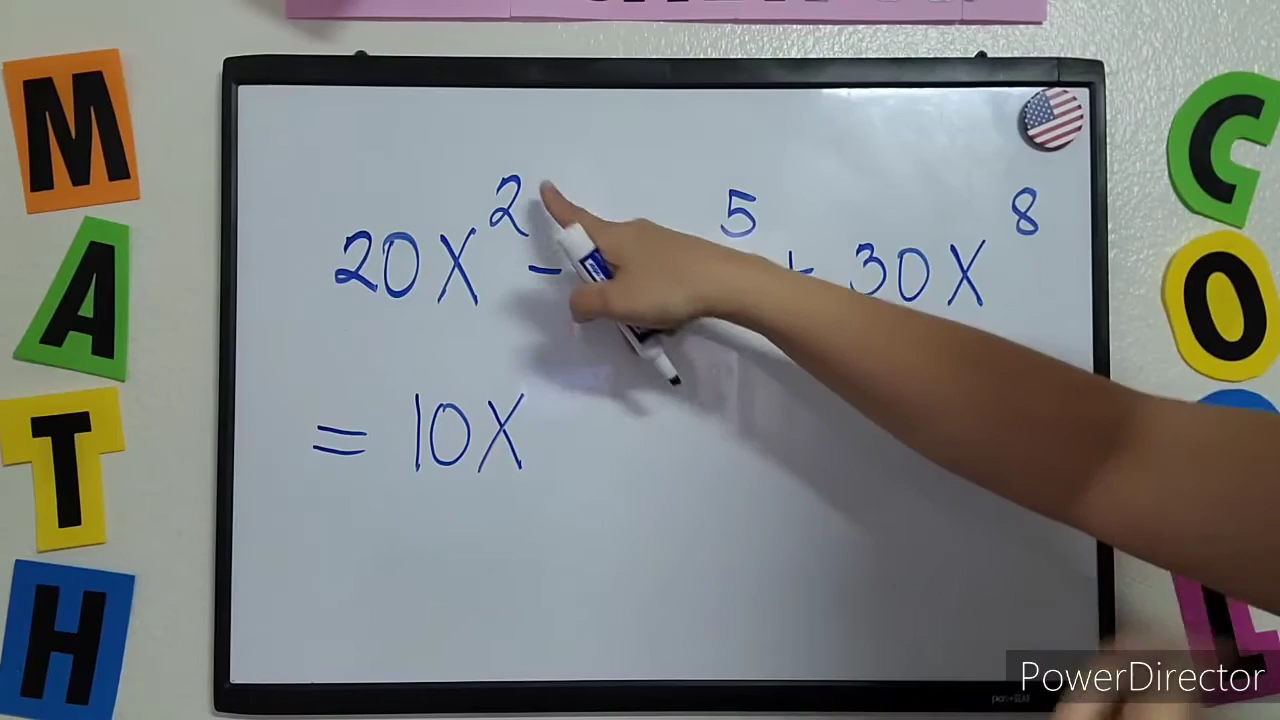 20X² - ⁵ + 30X⁸
= 10X
MATH
COOL
PowerDirector